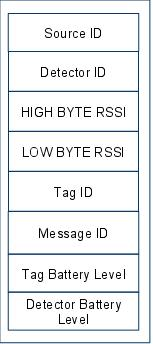 Source ID
Detector ID
HIGH BYTE RSSI
LOW BYTE RSSI
Tag ID
Message ID
Tag Battery Level
Detector Battery
Level